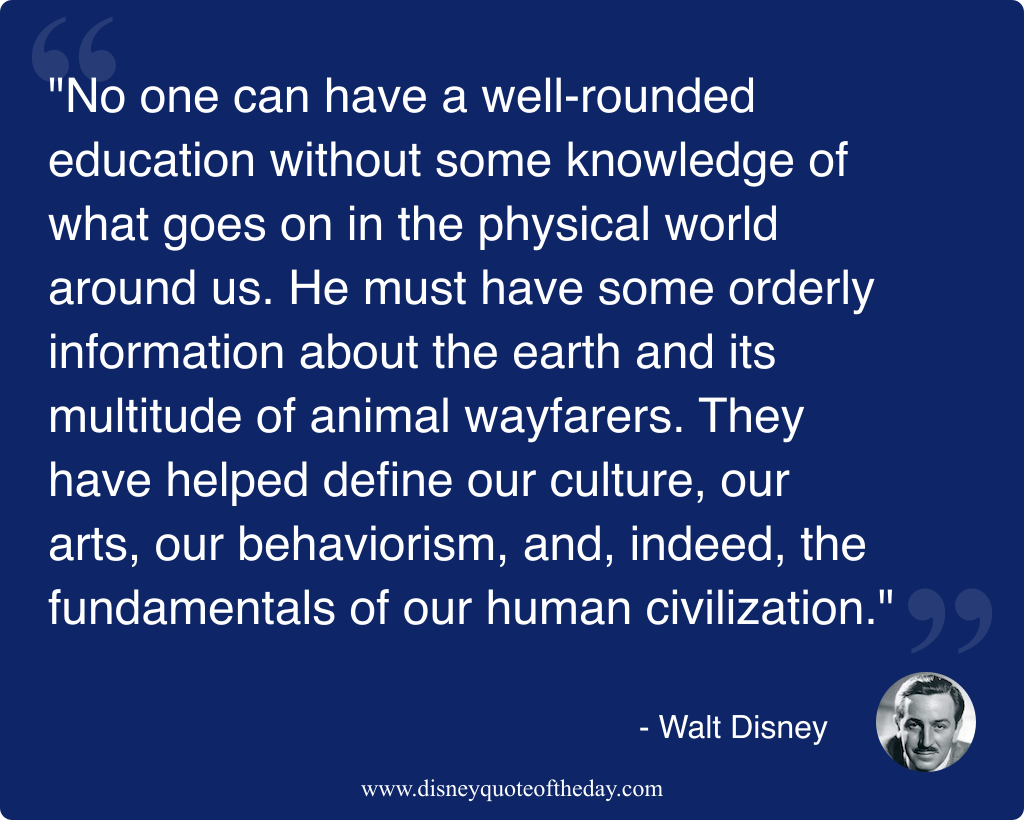 "No one can have a well-rounded
education without some knowledge of
what goes on in the physical world
around us. He must have some orderly
information about the earth and its
multitude of animal wayfarers. They
have helped define our culture, our
arts, our behaviorism, and, indeed, the
fundamentals of our human civilization."
- Walt Disney
www.disneyquoteoftheday.com